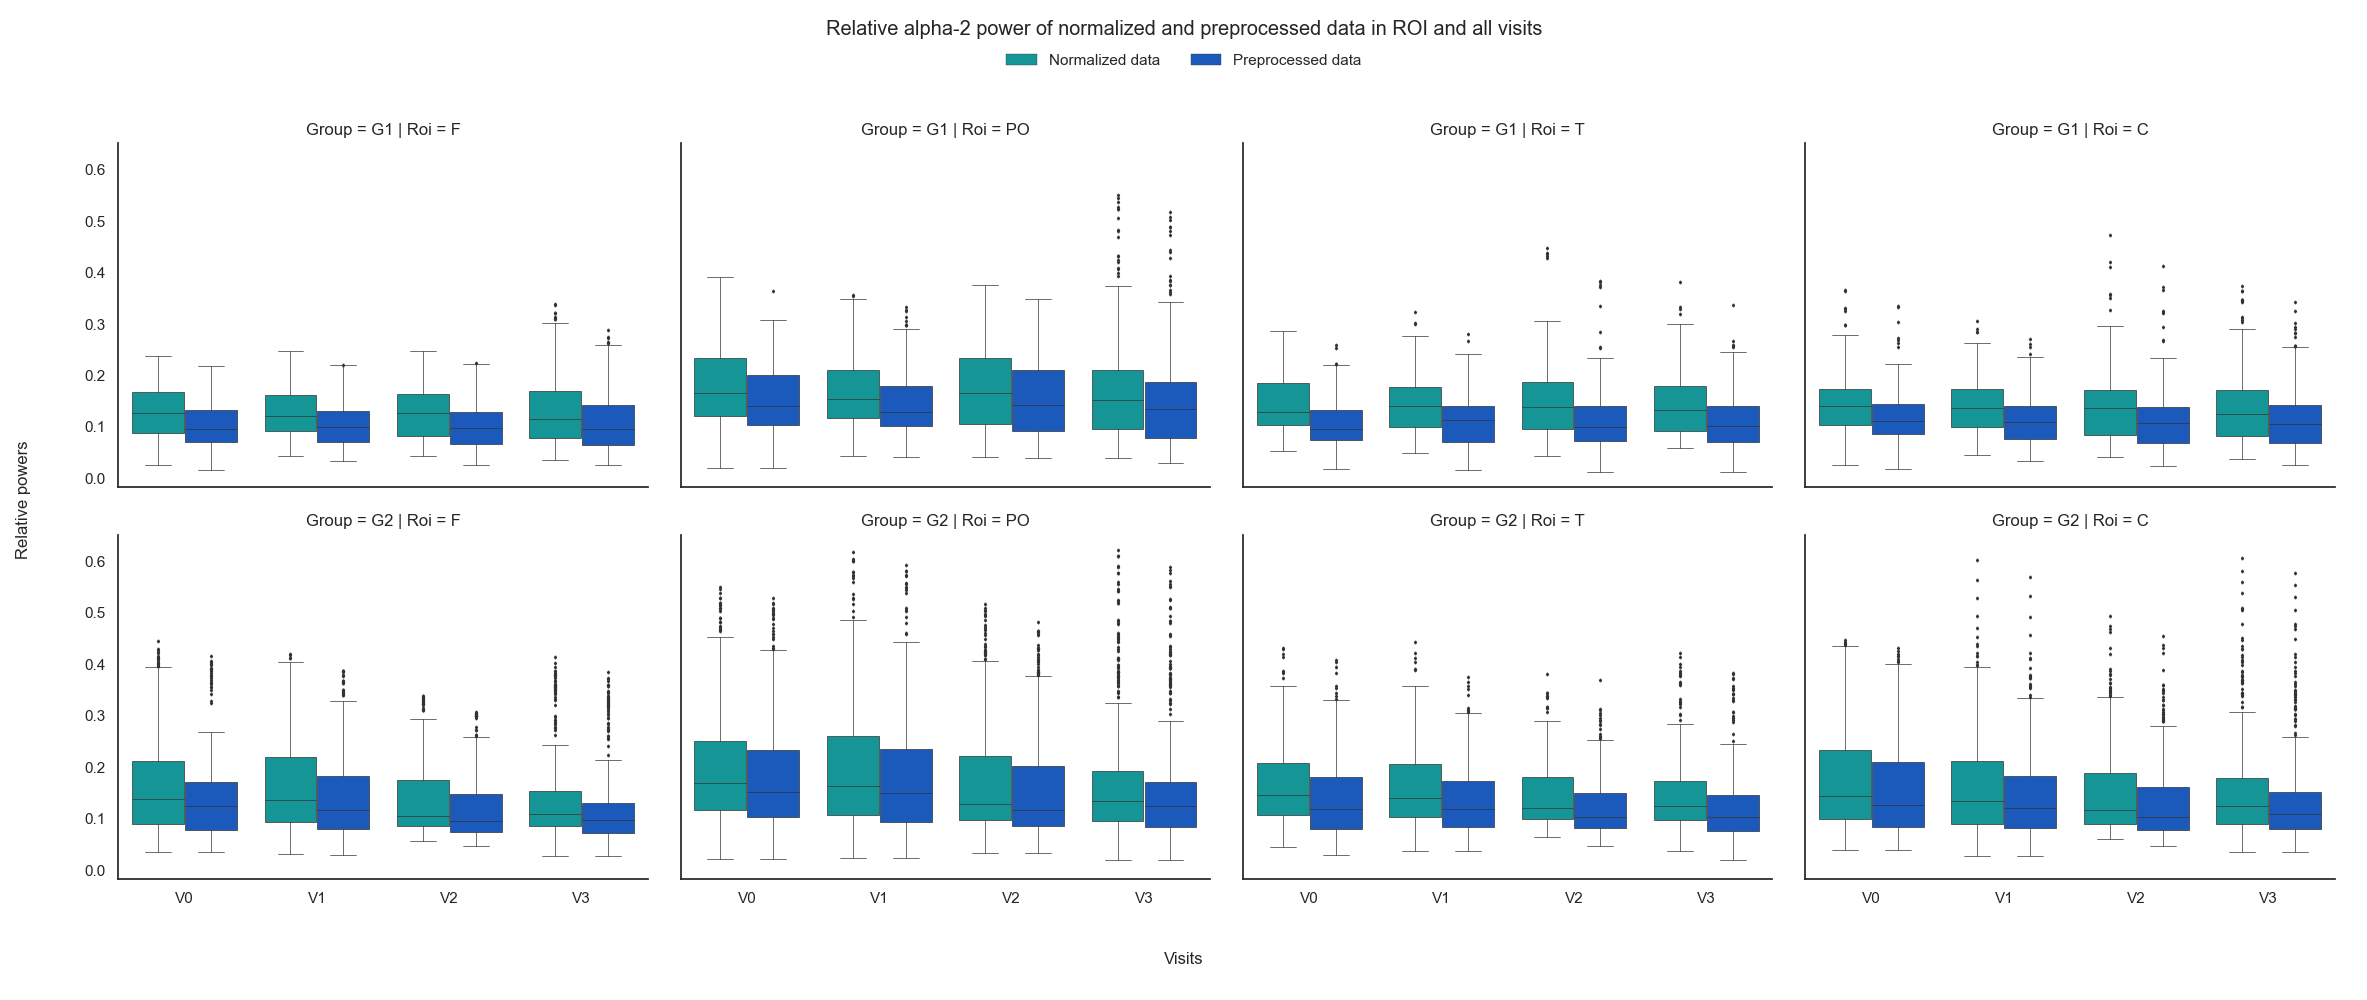 Relative alpha-2 power of normalized and preprocessed data in ROI and all visits
Normalized data Preprocessed data
Group = G1 | Roi = F Group = G1 | Roi = PO Group = G1 | Roi = T Group = G1 | Roi = C
0.6
0.5
0.4
0.3
0.2
0.1
0.0
Relative powers
Group = G2 | Roi = F Group = G2 | Roi = PO Group = G2 | Roi = T Group = G2 | Roi = C
0.6
0.5
0.4
0.3
0.2
0.1
0.0
V0 V1 V2 V3 V0 V1 V2 V3 V0 V1 V2 V3 V0 V1 V2 V3
Visits